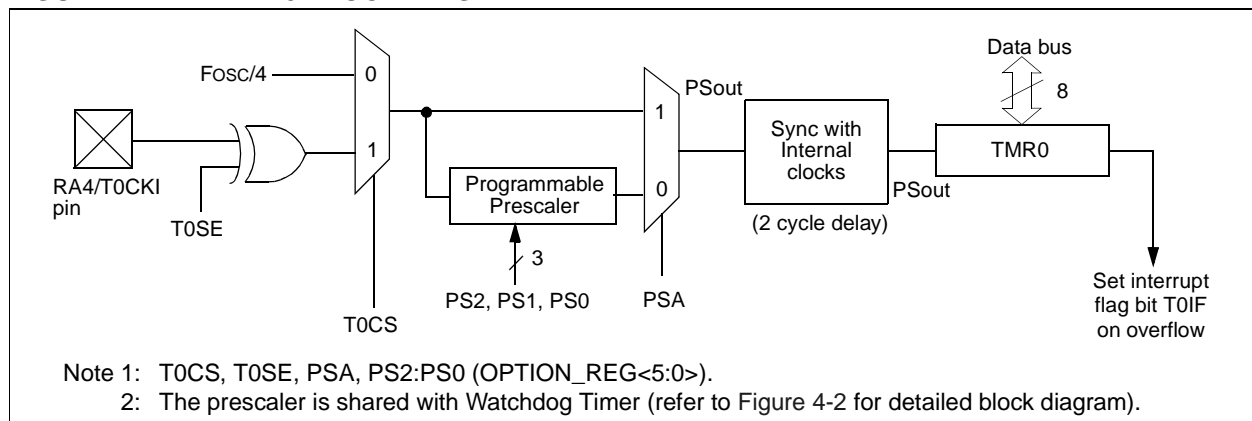 Data bus
FOSC/4
0
PSout
8
1
1
Sync with
Internal
clocks
TMR0
RA4/T0CKI
pin
T0SE
Programmable
Prescaler
0
PSout
(2 cycle delay)
3
PS2, PS1, PS0
PSA
T0CS
Set interrupt
flag bit T0IF
on overflow
Note 1: T0CS, T0SE, PSA, PS2:PS0 (OPTION_REG<5:0>).
2: The prescaler is shared with Watchdog Timer (refer to Figure 4-2 for detailed block diagram).